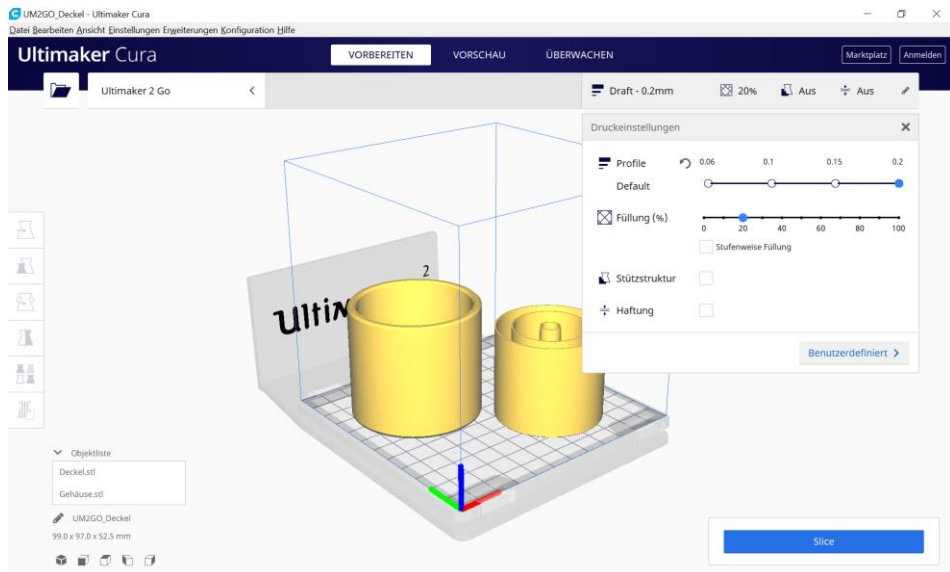 UM2GO_Deckel - Ultimaker Cura
Datei Bearbeiten Ansicht Einstellungen Erweiterungen Konfiguration Hilfe
Ultimaker Cura
VORBEREITEN
VORSCHAU
ÜBERWACHEN
Marktplatz
Anmelden
Ultimaker 2 Go
Draft - 0.2mm
20%
Aus
Aus
Druckeinstellungen
Profile
0.06 0.1 0.15 0.2
Default
Füllung (%)
0 20 40 60 80 100
Stufenweise Füllung
Stützstruktur
Haftung
Benutzerdefiniert
2
Ultim
Objektliste
Deckel.stl
Gehäuse.stl
UM2GO_Deckel
99.0 x 97.0 x 52.5 mm
Slice